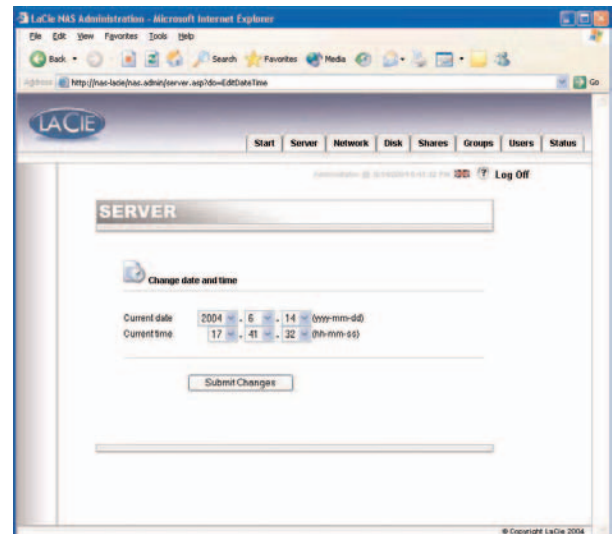 LaCie NAS Administration - Microsoft Internet Explorer
File Edit View Favorites Tools Help
Back Search Favorites Media
Address http://nas-lacie/nas.admin/server.asp?do=EditDateTime Go
LACIE
Start Server Network Disk Shares Groups Users Status
? Log Off
SERVER
Change date and time
Current date 2004 . 6 . 14 (yyyy-mm-dd)
Current time 17 . 41 . 32 (hh-mm-ss)
Submit Changes
© Copyright LaCie 2004